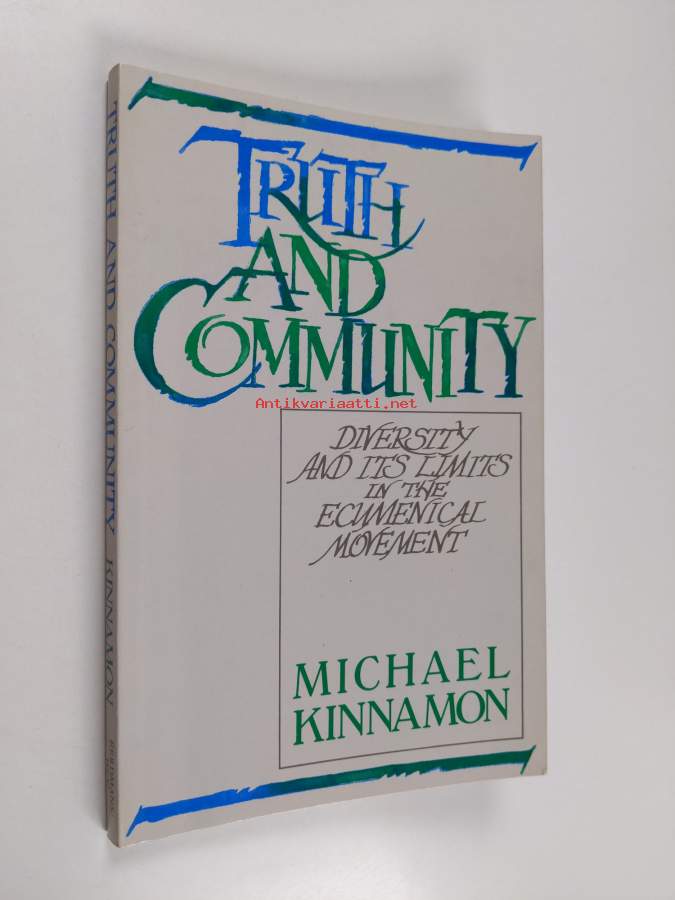 TRUTH
AND
COMMUNITY
Antikvariaatti.net
DIVERSITY
AND ITS LIMITS
IN THE
ECUMENICAL
MOVEMENT
MICHAEL
KINNAMON
TRUTH AND COMMUNITY KINNAMON